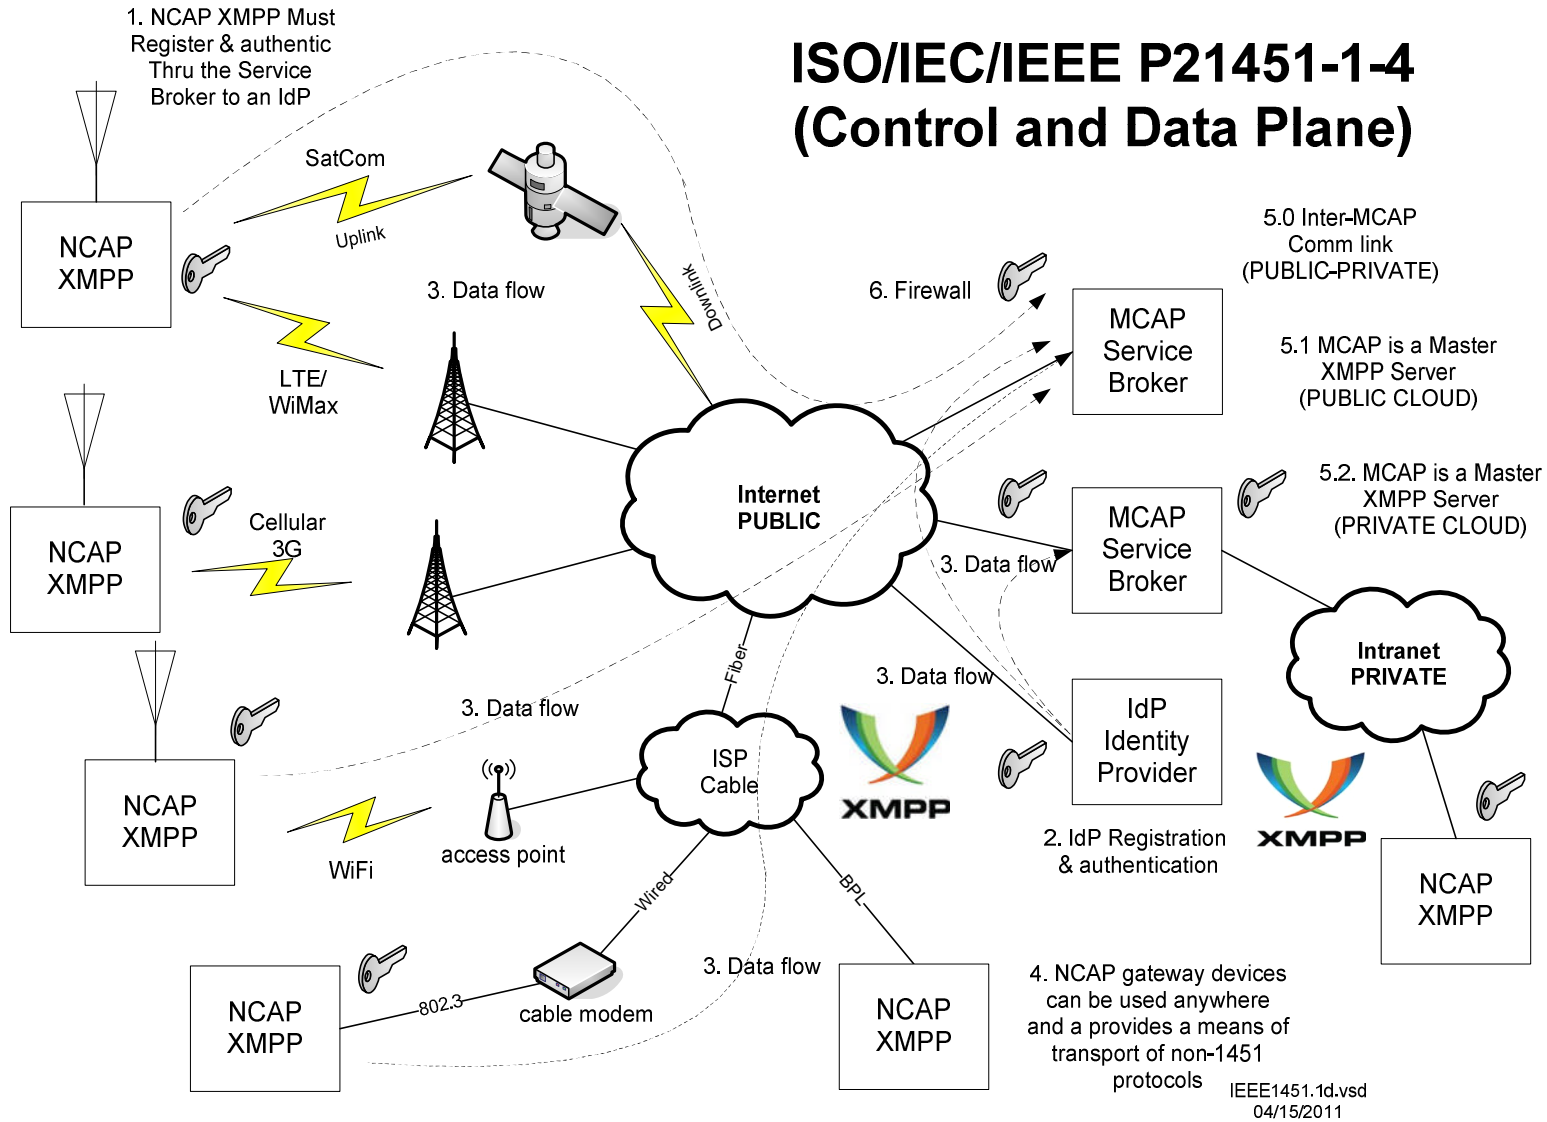 1. NCAP XMPP Must
Register & authentic
Thru the Service
Broker to an IdP
ISO/IEC/IEEE P21451-1-4
(Control and Data Plane)
SatCom
Uplink
Downlink
NCAP
XMPP
3. Data flow
LTE/
WiMax
6. Firewall
MCAP
Service
Broker
5.0 Inter-MCAP
Comm link
(PUBLIC-PRIVATE)
5.1 MCAP is a Master
XMPP Server
(PUBLIC CLOUD)
Internet
PUBLIC
NCAP
XMPP
Cellular
3G
MCAP
Service
Broker
3. Data flow
5.2. MCAP is a Master
XMPP Server
(PRIVATE CLOUD)
Intranet
PRIVATE
Fiber
3. Data flow
3. Data flow
IdP
Identity
Provider
ISP
Cable
XMPP
XMPP
NCAP
XMPP
WiFi
access point
2. IdP Registration
& authentication
NCAP
XMPP
Wired
BPL
NCAP
XMPP
802.3
cable modem
3. Data flow
NCAP
XMPP
4. NCAP gateway devices
can be used anywhere
and a provides a means of
transport of non-1451
protocols
IEEE1451.1d.vsd
04/15/2011